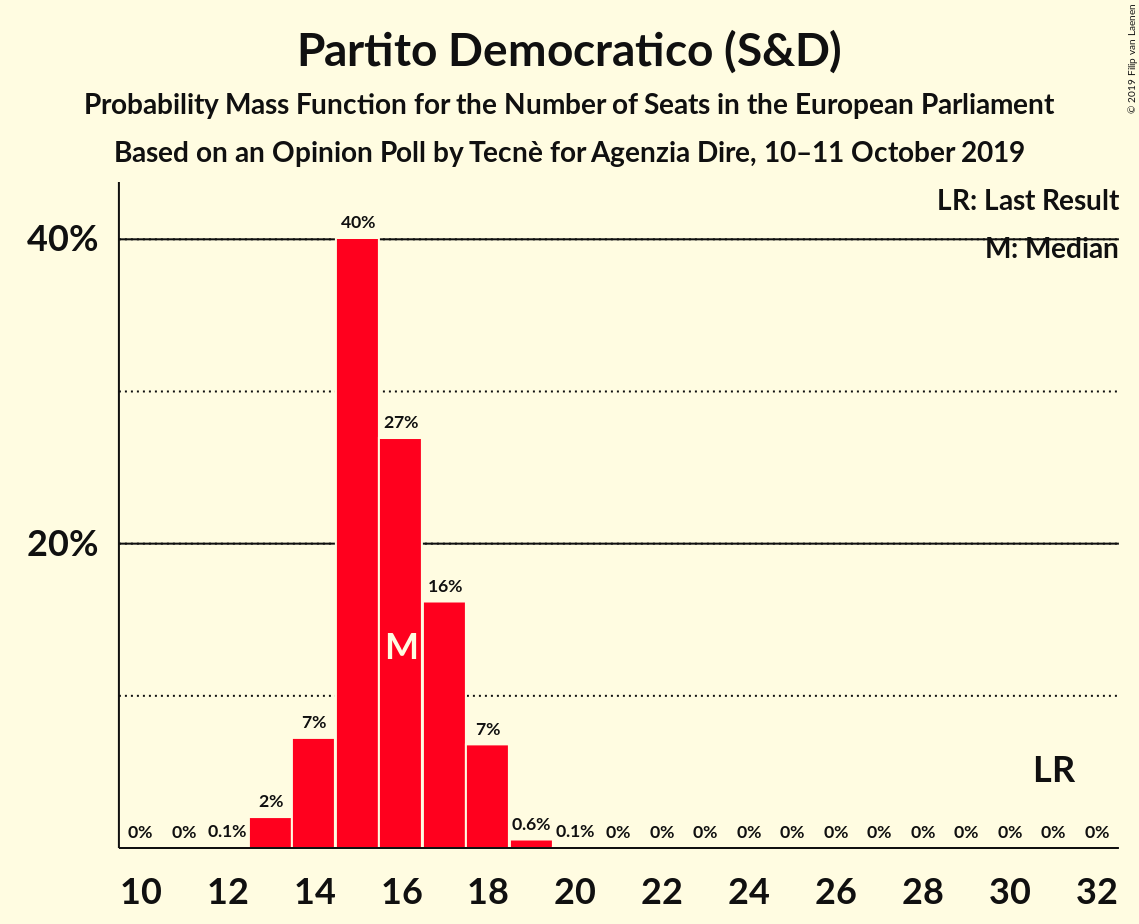 Partito Democratico (S&D)
Probability Mass Function for the Number of Seats in the European Parliament
Based on an Opinion Poll by Tecnè for Agenzia Dire, 10–11 October 2019
© 2019 Filip van Laenen
LR: Last Result
M: Median
40%
20%
40%
27%
16%
M
7%
7%
2%
LR
0% 0% 0.1% 0.6% 0.1% 0% 0% 0% 0% 0% 0% 0% 0% 0% 0% 0% 0%
10 12 14 16 18 20 22 24 26 28 30 32